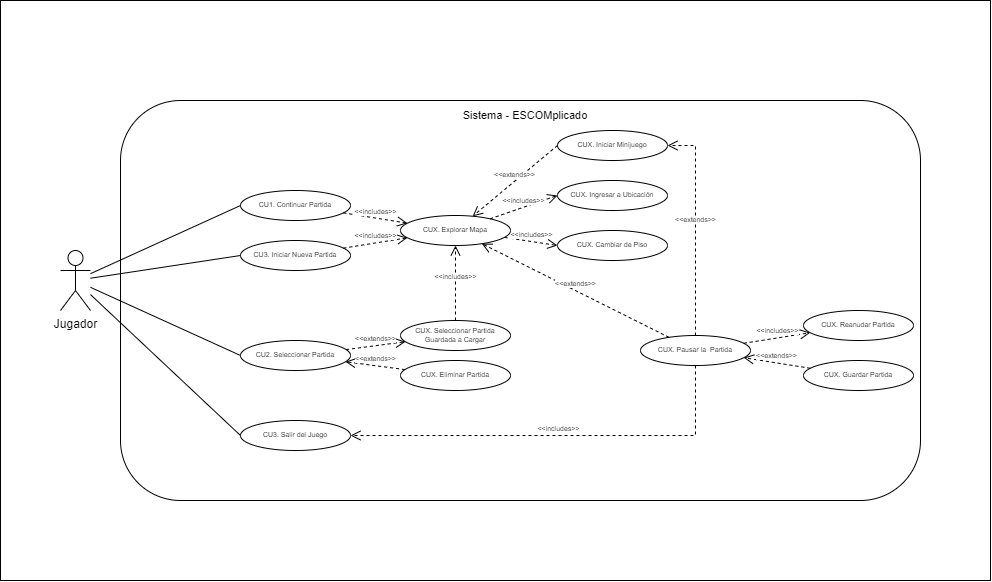 Sistema - ESCOMplicado
CUX. Iniciar Minijuego
<<extends>>
CUX. Ingresar a Ubicación
CU1. Continuar Partida
<<includes>>
<<includes>>
<<extends>>
CUX. Explorar Mapa
<<includes>>
<<includes>>
CUX. Cambiar de Piso
CU3. Iniciar Nueva Partida
<<includes>>
<<extends>>
Jugador
CUX. Seleccionar Partida
Guardada a Cargar
CUX. Reanudar Partida
<<includes>>
<<extends>>
CU2. Seleccionar Partida
<<extends>>
CUX. Pausar la Partida
<<includes>>
<<extends>>
CUX. Eliminar Partida
CUX. Guardar Partida
CU3. Salir del Juego
<<includes>>